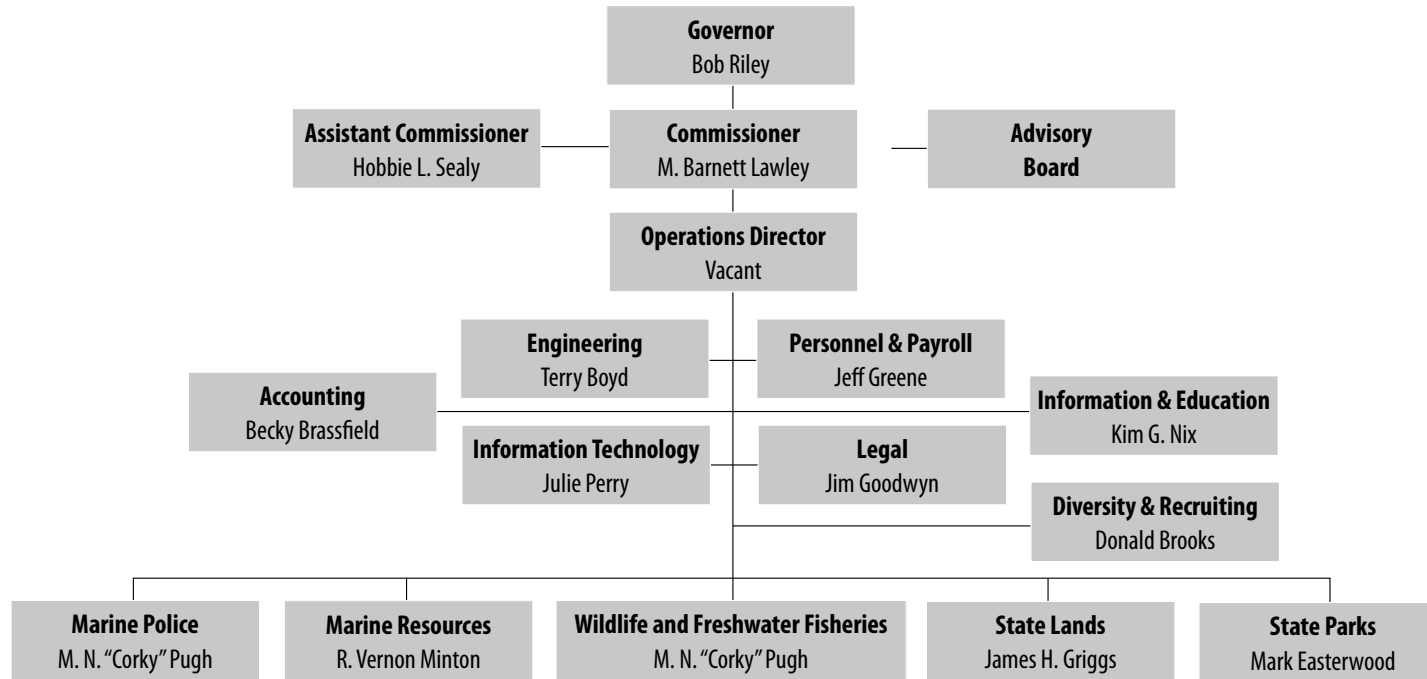 Governor
Bob Riley
Assistant Commissioner
Hobbie L. Sealy
Commissioner
M. Barnett Lawley
Advisory
Board
Operations Director
Vacant
Engineering
Terry Boyd
Personnel & Payroll
Jeff Greene
Accounting
Becky Brassfield
Information & Education
Kim G. Nix
Information Technology
Julie Perry
Legal
Jim Goodwyn
Diversity & Recruiting
Donald Brooks
Marine Police
M. N. “Corky” Pugh
Marine Resources
R. Vernon Minton
Wildlife and Freshwater Fisheries
M. N. “Corky” Pugh
State Lands
James H. Griggs
State Parks
Mark Easterwood